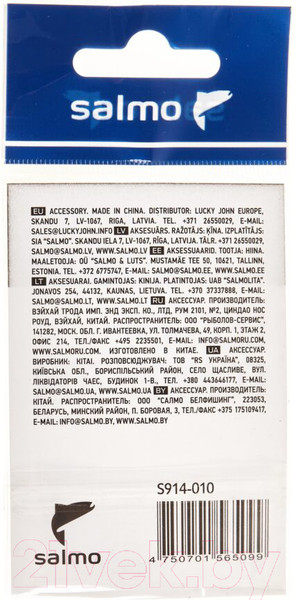 salmo
EU ACCESSORY. MADE IN CHINA. DISTRIBUTOR: LUCKY JOHN EUROPE,
SKANDU 7, LV-1067, RIGA, LATVIA. TEL. +371 26550029, E-MAIL:
SALES@LUCKYJOHN.INFO LV AKSESUĀRS. RAŽOTĀJS: ĶĪNA. IZPLATĪTĀJS:
SIA "SALMO". SKANDU IELA 7, LV-1067, RĪGA, LATVIJA. TĀLR. +371 26550029.
SALMO@SALMO.LV, WWW.SALMO.LV EE AKSESSUAARID. TOOTJA: HIINA.
MAALETOOJA: OÜ "SALMO & LUTS". MUSTAMÄE TEE 50, 10621, TALLINN,
ESTONIA. TEL. +372 6775747, E-MAIL: SALMO@SALMO.EE, WWW.SALMO.EE
LT AKSESUARAI. GAMINTOJAS: KINIJA. PLATINTOJAS: UAB "SALMOLITA",
JONAVOS 254, 44132, KAUNAS, LIETUVA. TEL. +370 37337888, E-MAIL:
SALMO@SALMO.LT, WWW.SALMO.LT RU АКСЕССУАР. ПРОИЗВОДИТЕЛЬ:
ВЭЙХАЙ ТРОДА ИМП. ЭНД ЭКСП. КО., ЛТД, РУМ 2101, №2, ЦИНДАО НОС
РОУД, ВЭЙХАЙ, КИТАЙ. РАСПРОСТРАНИТЕЛЬ: ООО "РЫБОЛОВ-СЕРВИС",
141282, МОСК. ОБЛ. Г. ИВАНТЕЕВКА, УЛ. ТОЛМАЧЕВА, 49, КОРП. 1, ЭТАЖ 2,
ОФИС 214, ТЕЛ./ФАКС: +495 2235501, E-MAIL: INFO@SALMORU.COM,
WWW.SALMORU.COM. ИЗГОТОВЛЕНО В КИТАЕ. UA АКСЕССУАР.
ВИРОБНИК: КІТАЙ. РОЗПОВСЮДЖУВАЧ: ТОВ "RS УКРАЇНА", 08325,
КИЇВСЬКА ОБЛ., БОРИСПІЛЬСЬКИЙ РАЙОН, СЕЛО ЩАСЛИВЕ, ВУЛ.
ЛІКВІДАТОРІВ ЧАЕС, БУДИНОК 1-В., ТЕЛ. +380 443646177, E-MAIL:
SALMO@SALMO.UA, WWW.SALMO.UA BY АКСЕССУАР. ПРОИЗВОДИТЕЛЬ:
КИТАЙ. РАСПРОСТРАНИТЕЛЬ: ООО "САЛМО БЕЛФИШИНГ", 223053,
БЕЛАРУСЬ, МИНСКИЙ РАЙОН, П. БОРОВАЯ, 3, ТЕЛ./ФАКС +375 175109417,
E-MAIL: INFO@SALMO.BY, WWW.SALMO.BY
S914-010
4 750701 565099
salmo
21vek.by